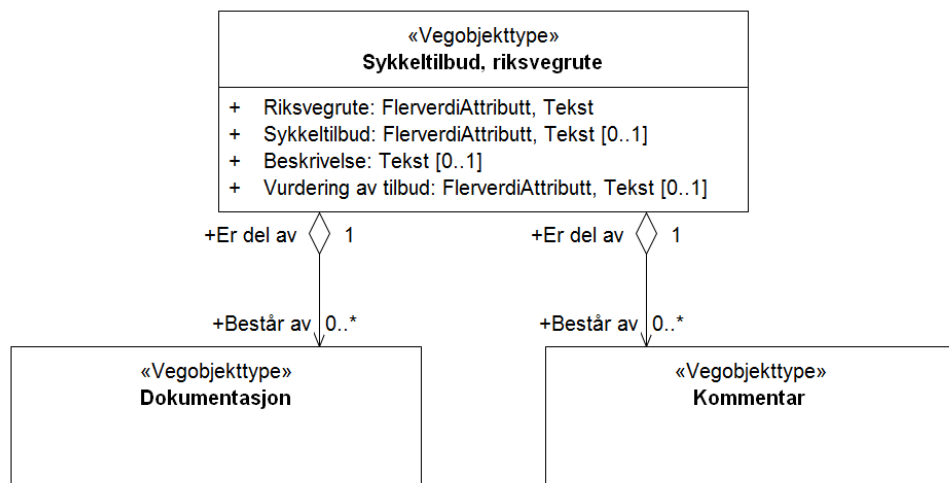 «Vegobjekttype»
Sykkeltilbud, riksvegrute
+ Riksvegrute: FlerverdiAttributt, Tekst
+ Sykkeltilbud: FlerverdiAttributt, Tekst [0..1]
+ Beskrivelse: Tekst [0..1]
+ Vurdering av tilbud: FlerverdiAttributt, Tekst [0..1]
+Er del av 1
+Er del av 1
+Består av 0..*
+Består av 0..*
«Vegobjekttype»
Dokumentasjon
«Vegobjekttype»
Kommentar